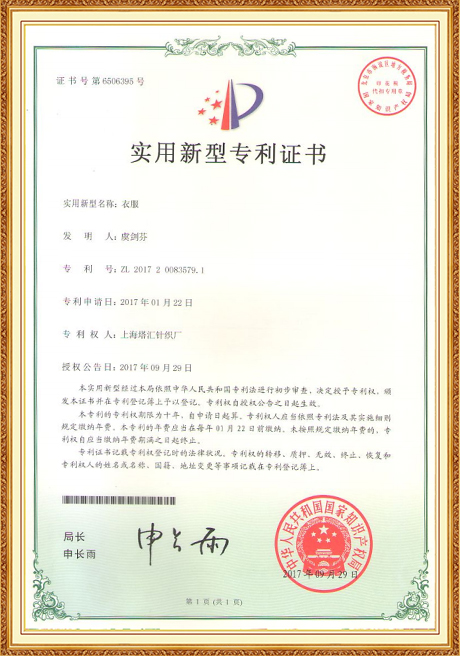 证书号第6506395号
实用新型专利证书
实用新型名称：衣服
发明人：虞剑芬
专利号：ZL 2017 2 0083579.1
专利申请日：2017年01月22日
专利权人：上海塔汇针织厂
授权公告日：2017年09月29日
本实用新型经过本局依照中华人民共和国专利法进行初步审查，决定授予专利权，颁
发本证书并在专利登记簿上予以登记。专利权自授权公告之日起生效。
本专利的专利权期限为十年，自申请日起算。专利权人应当依照专利法及其实施细则
规定缴纳年费。本专利的年费应当在每年01月22日前缴纳。未按照规定缴纳年费的，专
利权自应当缴纳年费期满之日起终止。
专利证书记载专利权登记时的法律状况。专利权的转移、质押、无效、终止、恢复和
专利权人的姓名或名称、国籍、地址变更等事项记载在专利登记簿上。
局长
申长雨
申长雨
中华人民共和国国家知识产权局
2017年09月29日
第1页(共1页)